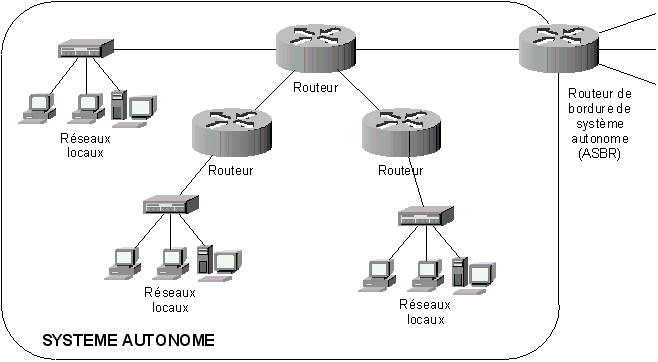 Routeur
Routeur de
bordure de
système
autonome
(ASBR)
Réseaux
locaux
Routeur
Routeur
Réseaux
locaux
Réseaux
locaux
SYSTEME AUTONOME